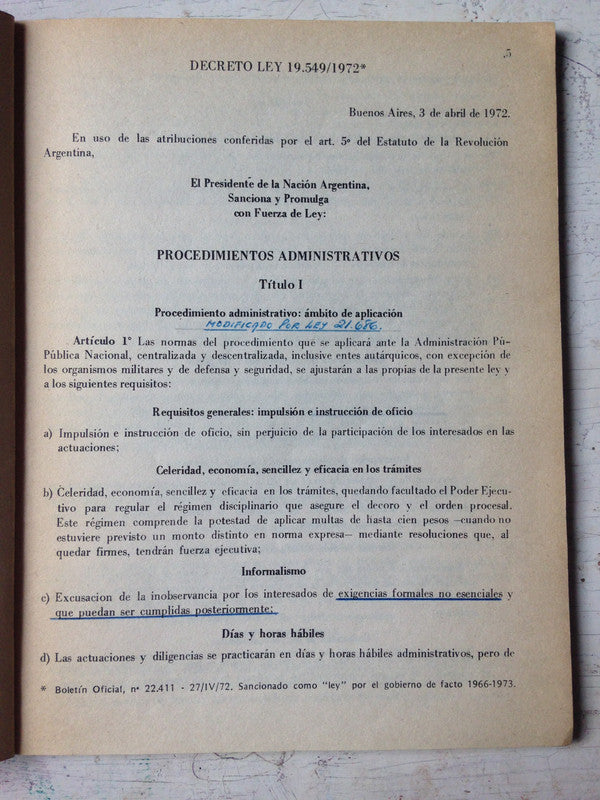 5
DECRETO LEY 19.549/1972*
Buenos Aires, 3 de abril de 1972.
En uso de las atribuciones conferidas por el art. 5º del Estatuto de la Revolución
Argentina,
El Presidente de la Nación Argentina,
Sanciona y Promulga
con Fuerza de Ley:
PROCEDIMIENTOS ADMINISTRATIVOS
Título I
Procedimiento administrativo: ámbito de aplicación
MODIFICADO POR LEY 21.686.
Artículo 1º Las normas del procedimiento que se aplicará ante la Administración Pú-
Pública Nacional, centralizada y descentralizada, inclusive entes autárquicos, con excepción de
los organismos militares y de defensa y seguridad, se ajustarán a las propias de la presente ley y
a los siguientes requisitos:
Requisitos generales: impulsión e instrucción de oficio
a) Impulsión e instrucción de oficio, sin perjuicio de la participación de los interesados en las
actuaciones;
Celeridad, economía, sencillez y eficacia en los trámites
b) Celeridad, economía, sencillez y eficacia en los trámites, quedando facultado el Poder Ejecu-
tivo para regular el régimen disciplinario que asegure el decoro y el orden procesal.
Este régimen comprende la potestad de aplicar multas de hasta cien pesos —cuando no
estuviere previsto un monto distinto en norma expresa— mediante resoluciones que, al
quedar firmes, tendrán fuerza ejecutiva;
Informalismo
c) Excusación de la inobservancia por los interesados de exigencias formales no esenciales y
que puedan ser cumplidas posteriormente;
Días y horas hábiles
d) Las actuaciones y diligencias se practicarán en días y horas hábiles administrativos, pero de
* Boletín Oficial, nº 22.411 - 27/IV/72. Sancionado como "ley" por el gobierno de facto 1966-1973.